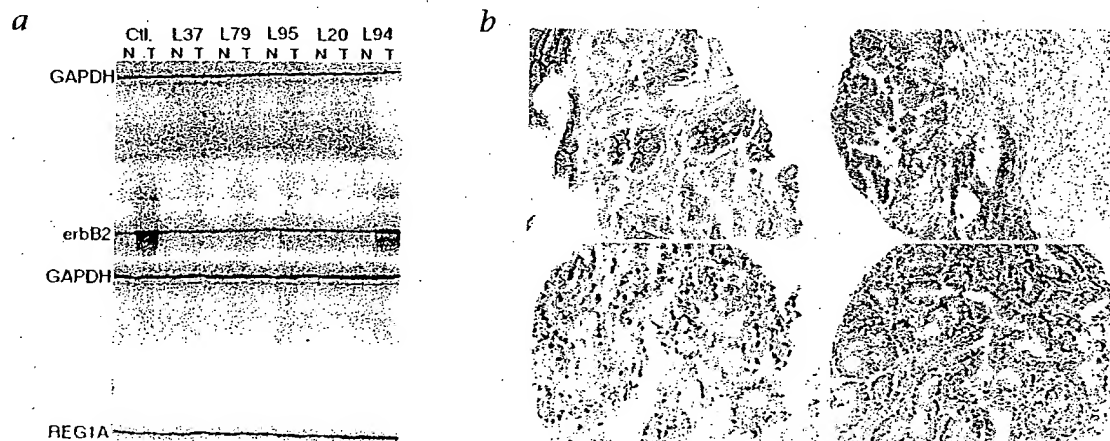 a
b
Ctl. L37 L79 L95 L20 L94
N T N T N T N T N T N T
GAPDH
erbB2
GAPDH
REG1A